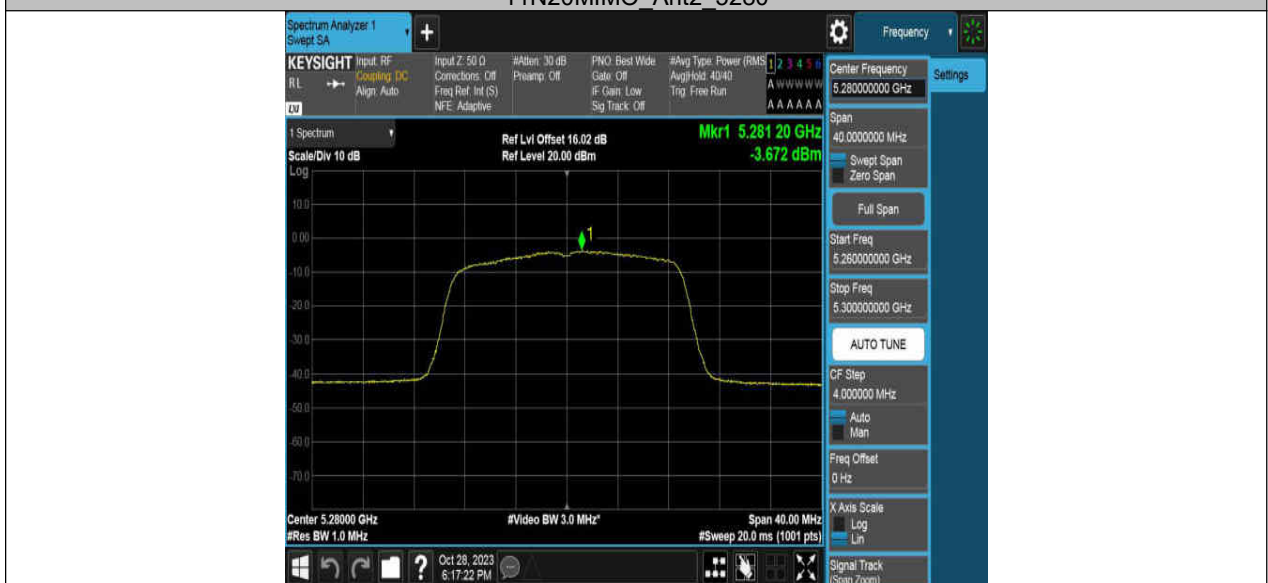 11N20MIMO_Ant2_5280
Spectrum Analyzer 1
Swept SA
+
Frequency
KEYSIGHT
RL
LXI
Input: RF
Coupling: DC
Align: Auto
Input Z: 50 Ω
Corrections: Off
Freq Ref: Int (S)
NFE: Adaptive
#Atten: 30 dB
Preamp: Off
PNO: Best Wide
Gate: Off
IF Gain: Low
Sig Track: Off
#Avg Type: Power (RMS
Avg|Hold: 40/40
Trig: Free Run
1 2 3 4 5 6
A W W W W W
A A A A A A
Center Frequency
5.280000000 GHz
Settings
Span
40.0000000 MHz
Swept Span
Zero Span
Full Span
Start Freq
5.260000000 GHz
Stop Freq
5.300000000 GHz
AUTO TUNE
CF Step
4.000000 MHz
Auto
Man
Freq Offset
0 Hz
X Axis Scale
Log
Lin
Signal Track
(Span Zoom)
1 Spectrum
Scale/Div 10 dB
Log
Ref Lvl Offset 16.02 dB
Ref Level 20.00 dBm
Mkr1 5.281 20 GHz
-3.672 dBm
1
10.0
0.00
-10.0
-20.0
-30.0
-40.0
-50.0
-60.0
-70.0
Center 5.28000 GHz
#Res BW 1.0 MHz
#Video BW 3.0 MHz*
Span 40.00 MHz
#Sweep 20.0 ms (1001 pts)
?
Oct 28, 2023
6:17:22 PM